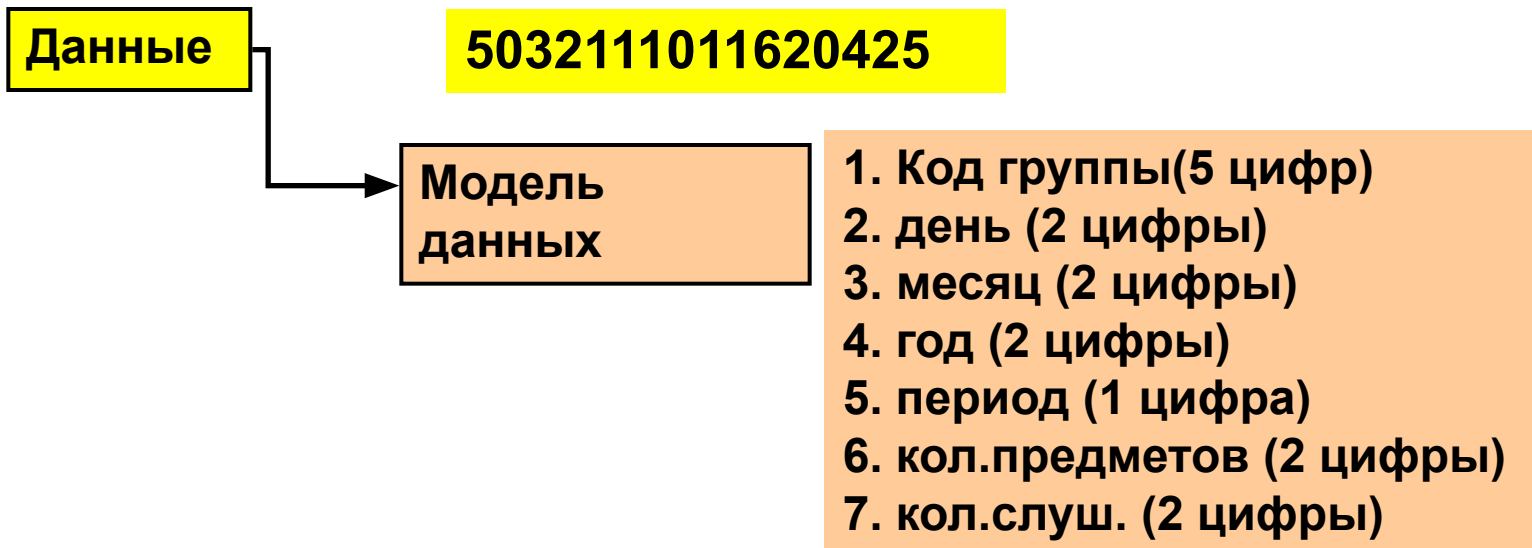 Данные
5032111011620425
Модель
данных
1. Код группы(5 цифр)
2. день (2 цифры)
3. месяц (2 цифры)
4. год (2 цифры)
5. период (1 цифра)
6. кол.предметов (2 цифры)
7. кол.слуш. (2 цифры)